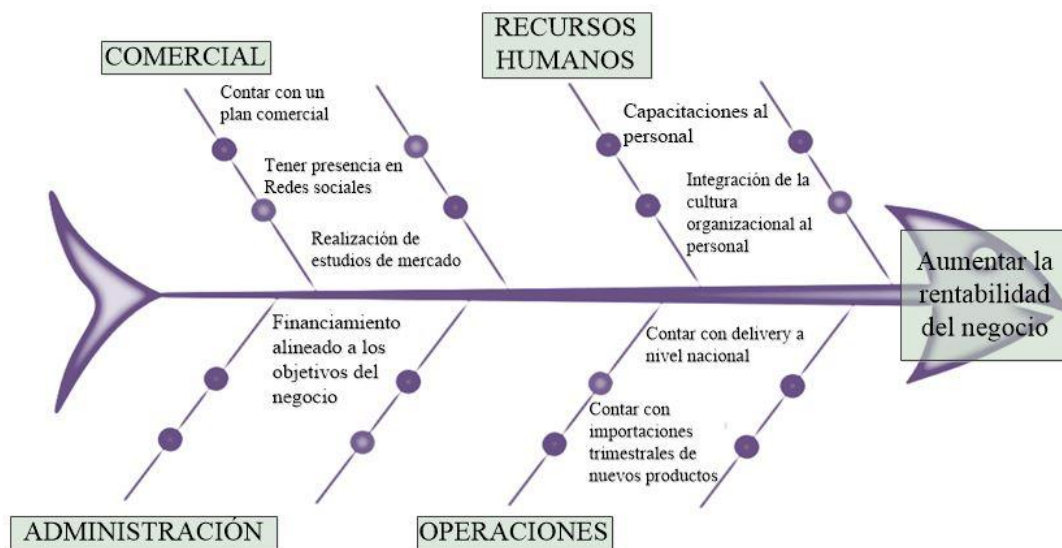 COMERCIAL
Contar con un
plan comercial
Tener presencia en
Redes sociales
Realización de
estudios de mercado
RECURSOS
HUMANOS
Capacitaciones al
personal
Integración de la
cultura
organizacional al
personal
Aumentar la
rentabilidad
del negocio
Financiamiento
alineado a los
objetivos del
negocio
ADMINISTRACIÓN
Contar con delivery a
nivel nacional
Contar con
importaciones
trimestrales de
nuevos productos
OPERACIONES